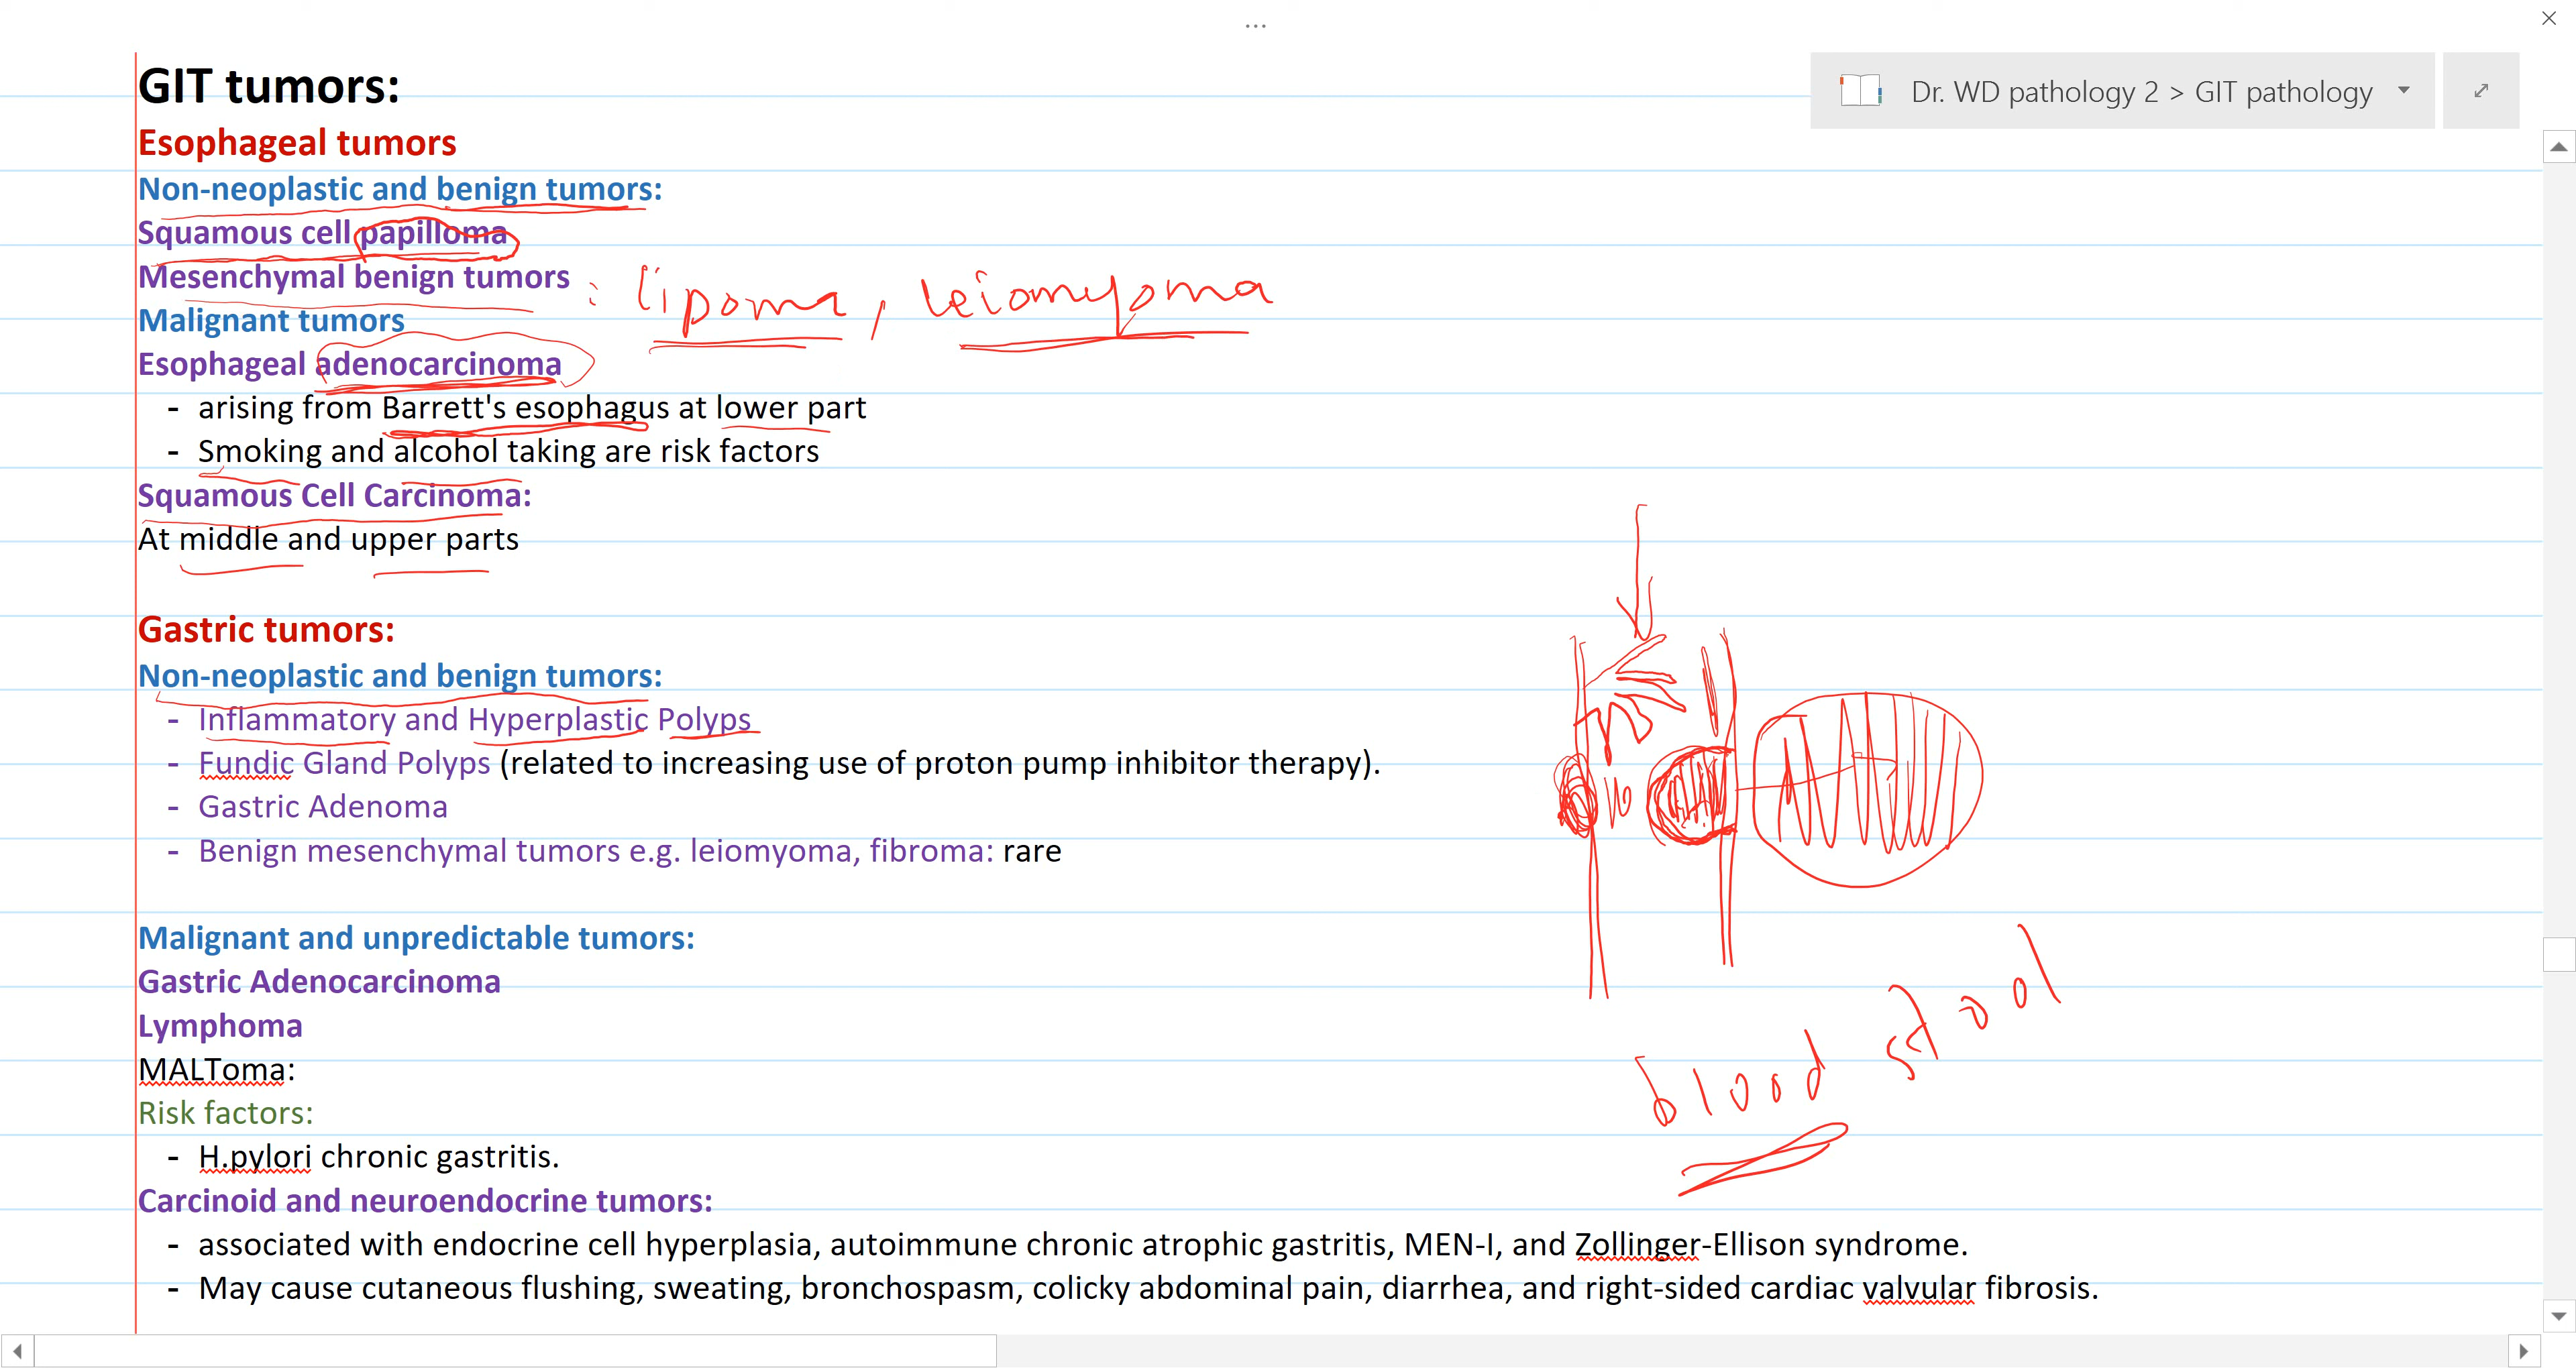 GIT tumors:
Dr. WD pathology 2 > GIT pathology
Esophageal tumors
Non-neoplastic and benign tumors:
Squamous cell papilloma
Mesenchymal benign tumors : lipoma, leiomyoma
Malignant tumors
Esophageal adenocarcinoma
- arising from Barrett's esophagus at lower part
- Smoking and alcohol taking are risk factors
Squamous Cell Carcinoma:
At middle and upper parts
Gastric tumors:
Non-neoplastic and benign tumors:
- Inflammatory and Hyperplastic Polyps
- Fundic Gland Polyps (related to increasing use of proton pump inhibitor therapy).
- Gastric Adenoma
- Benign mesenchymal tumors e.g. leiomyoma, fibroma: rare
Malignant and unpredictable tumors:
Gastric Adenocarcinoma
Lymphoma
MALToma:
Risk factors:
- H.pylori chronic gastritis.
blood stool
Carcinoid and neuroendocrine tumors:
- associated with endocrine cell hyperplasia, autoimmune chronic atrophic gastritis, MEN-I, and Zollinger-Ellison syndrome.
- May cause cutaneous flushing, sweating, bronchospasm, colicky abdominal pain, diarrhea, and right-sided cardiac valvular fibrosis.